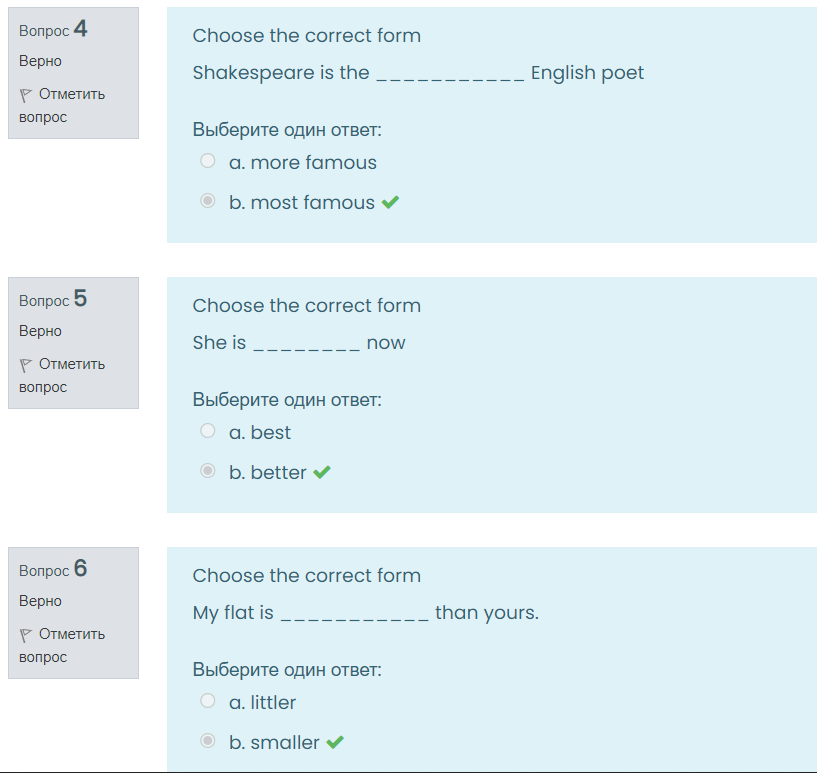 Вопрос 4
Верно
Отметить
вопрос
Choose the correct form
Shakespeare is the ___________ English poet
Выберите один ответ:
a. more famous
b. most famous
Вопрос 5
Верно
Отметить
вопрос
Choose the correct form
She is ________ now
Выберите один ответ:
a. best
b. better
Вопрос 6
Верно
Отметить
вопрос
Choose the correct form
My flat is ___________ than yours.
Выберите один ответ:
a. littler
b. smaller